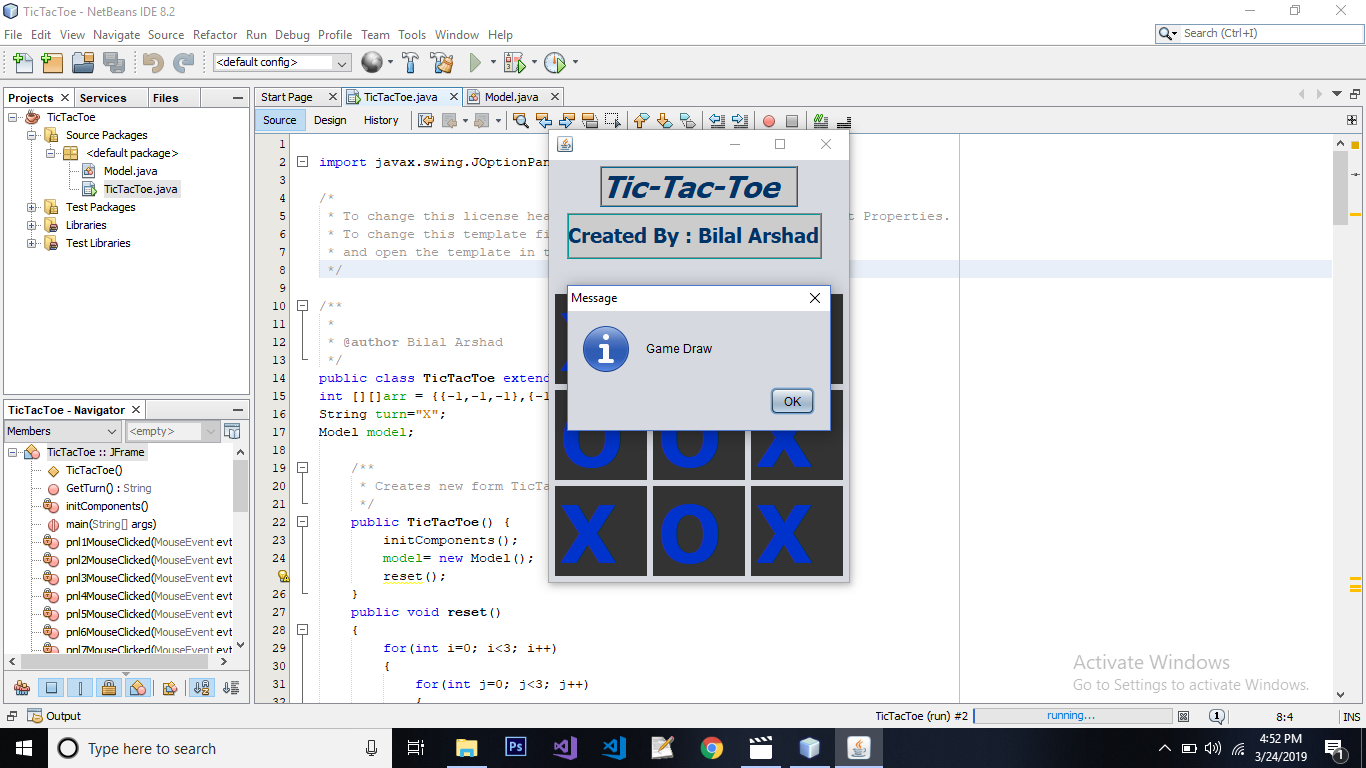 TicTacToe - NetBeans IDE 8.2
File Edit View Navigate Source Refactor Run Debug Profile Team Tools Window Help
Search (Ctrl+I)
<default config>
Projects Services Files
Start Page TicTacToe.java Model.java
Source Design History
TicTacToe
Source Packages
<default package>
Model.java
TicTacToe.java
Test Packages
Libraries
Test Libraries
1
2 import javax.swing.JOptionPan
3
4 /*
5 * To change this license hea t Properties.
6 * To change this template fi
7 * and open the template in t
8 */
9
10 /**
11 *
12 * @author Bilal Arshad
13 */
14 public class TicTacToe extend
15 int [][]arr = {{-1,-1,-1},{-1
16 String turn="X";
17 Model model;
18
19 /**
20 * Creates new form TicTa
21 */
22 public TicTacToe() {
23 initComponents();
24 model= new Model();
reset();
26 }
27 public void reset()
28 {
29 for(int i=0; i<3; i++)
30 {
31 for(int j=0; j<3; j++)
32 {
Tic-Tac-Toe
Created By : Bilal Arshad
Message
Game Draw
OK
O O X
X O X
TicTacToe - Navigator
Members <empty>
TicTacToe :: JFrame
TicTacToe()
GetTurn() : String
initComponents()
main(String[] args)
pnl1MouseClicked(MouseEvent evt
pnl2MouseClicked(MouseEvent evt
pnl3MouseClicked(MouseEvent evt
pnl4MouseClicked(MouseEvent evt
pnl5MouseClicked(MouseEvent evt
pnl6MouseClicked(MouseEvent evt
pnl7MouseClicked(MouseEvent evt
Activate Windows
Go to Settings to activate Windows.
Output
TicTacToe (run) #2 running... 1 8:4 INS
Type here to search
Ps
4:52 PM
3/24/2019
1